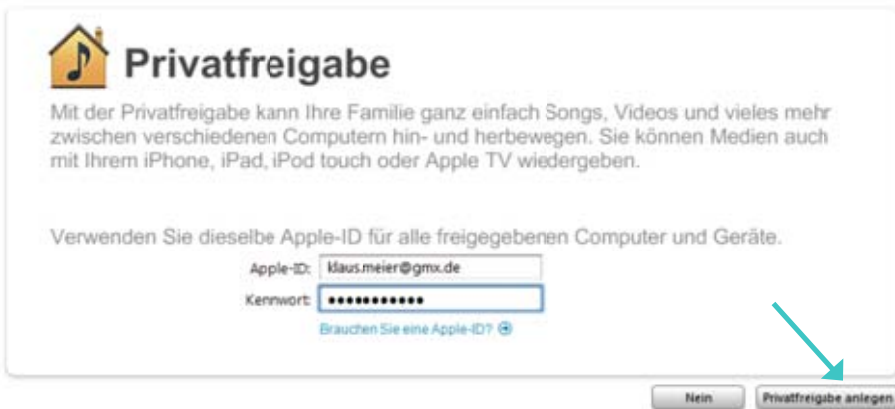 Privatfreigabe
Mit der Privatfreigabe kann Ihre Familie ganz einfach Songs, Videos und vieles mehr
zwischen verschiedenen Computern hin- und herbewegen. Sie können Medien auch
mit Ihrem iPhone, iPad, iPod touch oder Apple TV wiedergeben.
Verwenden Sie dieselbe Apple-ID für alle freigegebenen Computer und Geräte.
Apple-ID: klaus.meier@gmx.de
Kennwort: ●●●●●●●●●●●
Brauchen Sie eine Apple-ID?
Nein Privatfreigabe anlegen